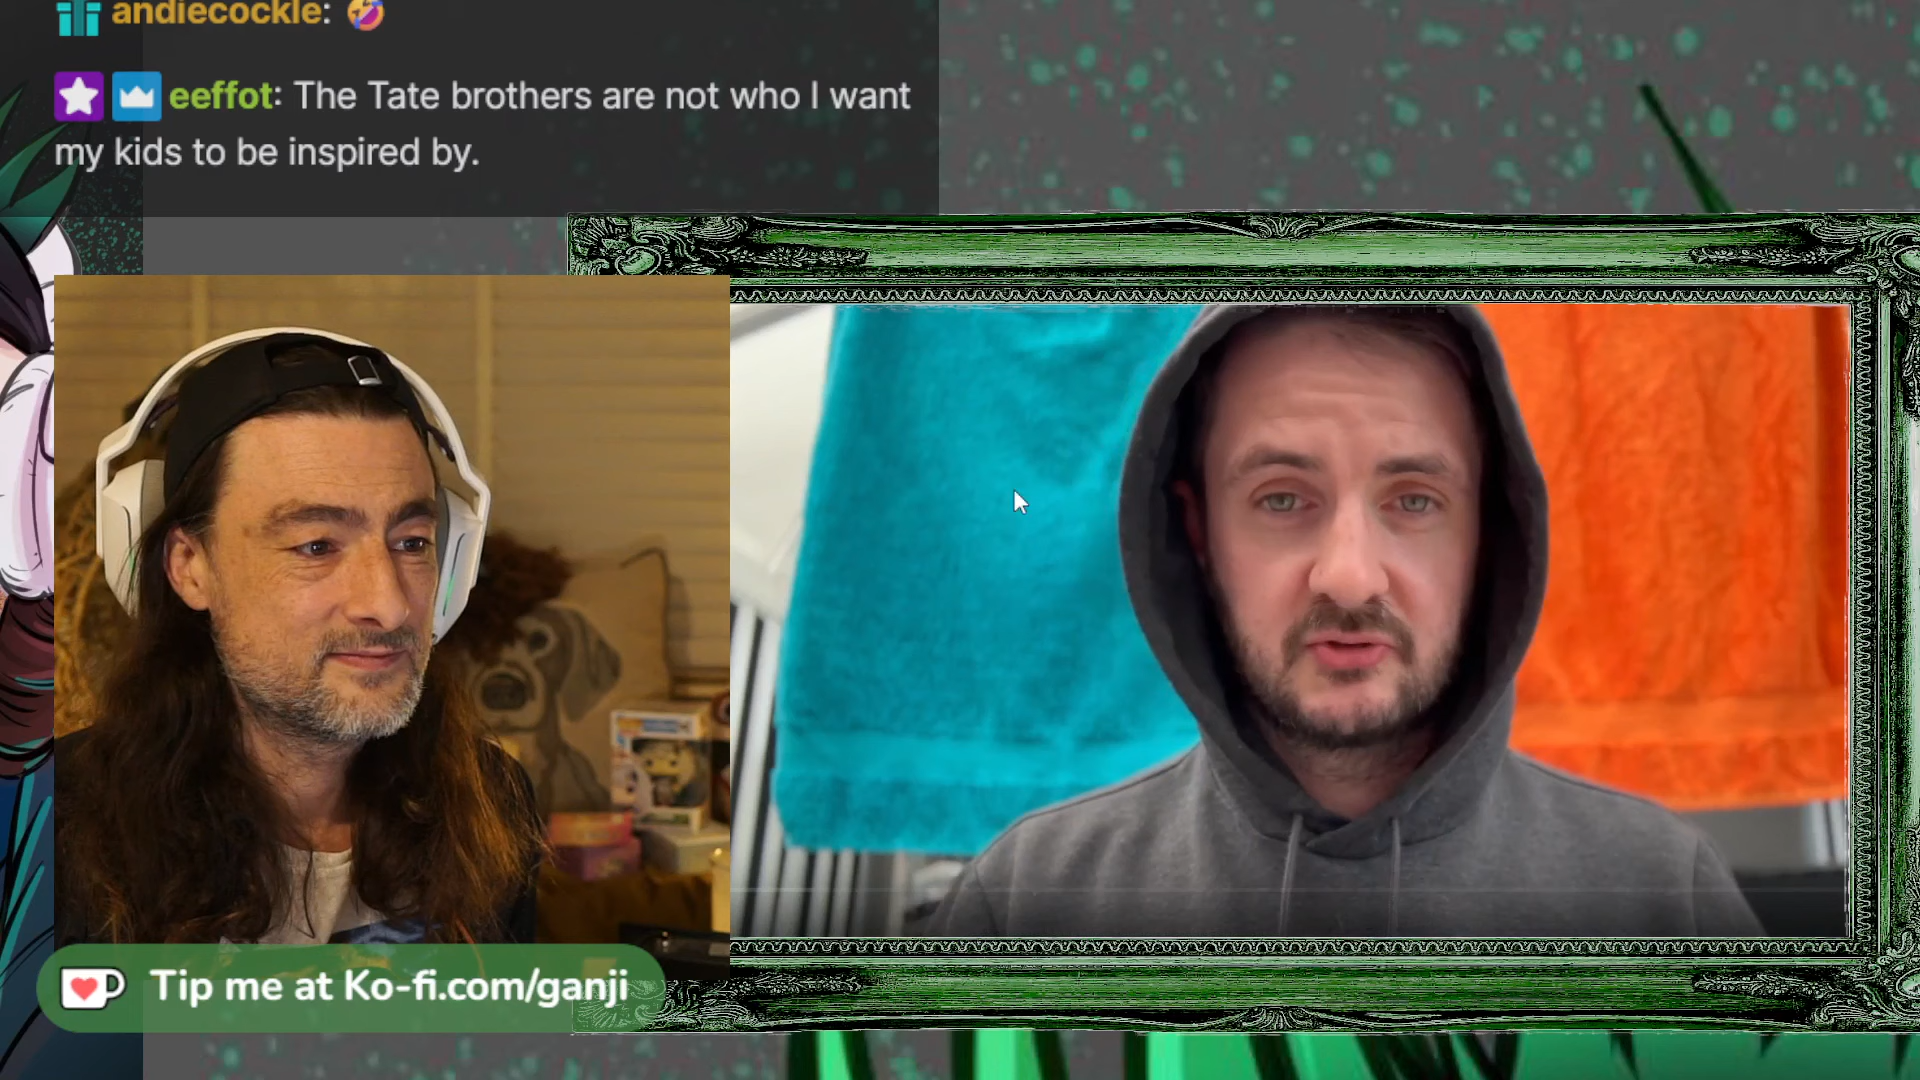 andiecockle: 🤣
eeffot: The Tate brothers are not who I want
my kids to be inspired by.
Tip me at Ko-fi.com/ganji